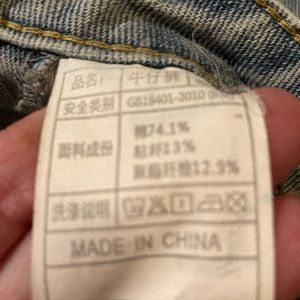 品名: 牛仔裤
安全类别 GB18401-2010
面料成份 棉74.1%
粘纤13%
聚酯纤维12.9%
洗涤说明
MADE IN CHINA